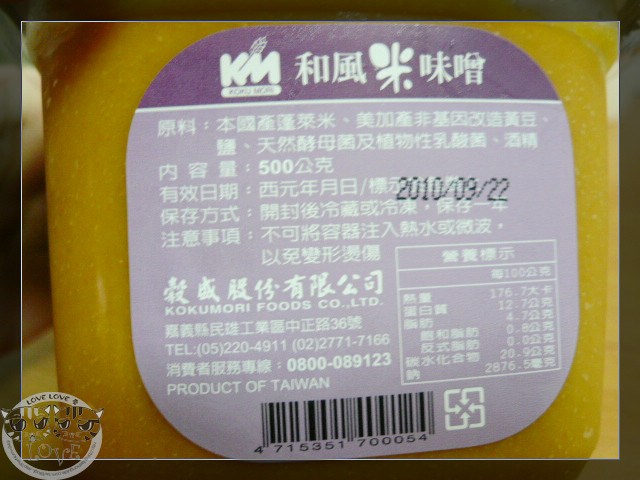 KM
KOKU MORI
和風米味噌
原料：本國產蓬萊米、美加產非基因改造黃豆、
鹽、天然酵母菌及植物性乳酸菌、酒精
內容量：500公克
有效日期：西元年月日/標示
2010/09/22
保存方式：開封後冷藏或冷凍，保存一年
注意事項：不可將容器注入熱水或微波，
以免變形燙傷
穀盛股份有限公司
KOKUMORI FOODS CO.,LTD.
嘉義縣民雄工業區中正路36號
TEL:(05)220-4911 (02)2771-7166
消費者服務專線：0800-089123
PRODUCT OF TAIWAN
營養標示
每100公克
熱量 176.7大卡
蛋白質 12.7公克
脂肪 4.7公克
飽和脂肪 0.8公克
反式脂肪 0.0公克
碳水化合物 20.9公克
鈉 2876.5毫克
4 715351 700054
LOVE LOVE
LOVE